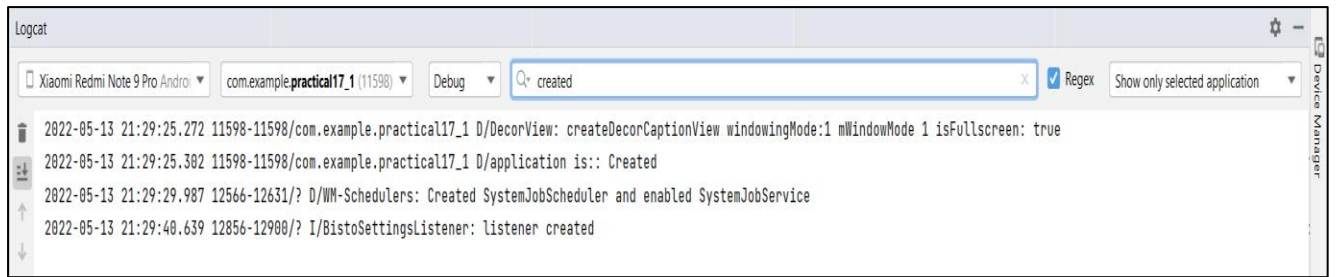 Logcat
Xiaomi Redmi Note 9 Pro Androi com.example.practical17_1 (11598) Debug created Regex Show only selected application
2022-05-13 21:29:25.272 11598-11598/com.example.practical17_1 D/DecorView: createDecorCaptionView windowingMode:1 mWindowMode 1 isFullscreen: true
2022-05-13 21:29:25.302 11598-11598/com.example.practical17_1 D/application is:: Created
2022-05-13 21:29:29.987 12566-12631/? D/WM-Schedulers: Created SystemJobScheduler and enabled SystemJobService
2022-05-13 21:29:40.639 12856-12900/? I/BistoSettingsListener: listener created
Device Manager